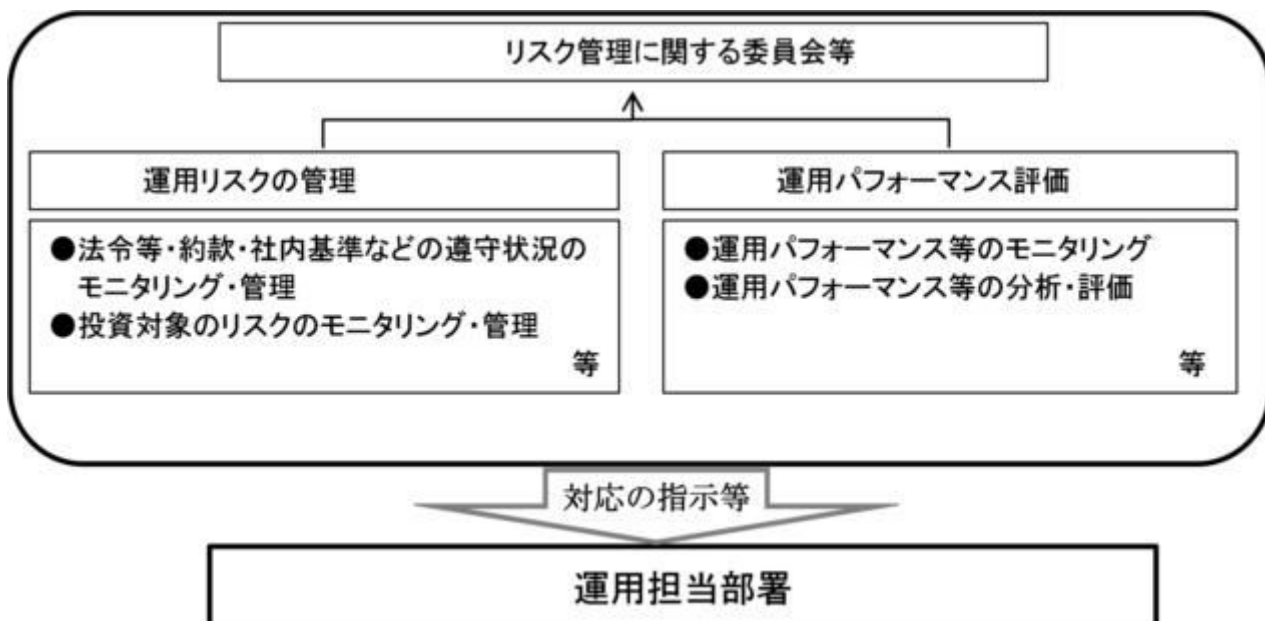 リスク管理に関する委員会等
運用リスクの管理
●法令等・約款・社内基準などの遵守状況の
モニタリング・管理
●投資対象のリスクのモニタリング・管理
等
運用パフォーマンス評価
●運用パフォーマンス等のモニタリング
●運用パフォーマンス等の分析・評価
等
対応の指示等
運用担当部署